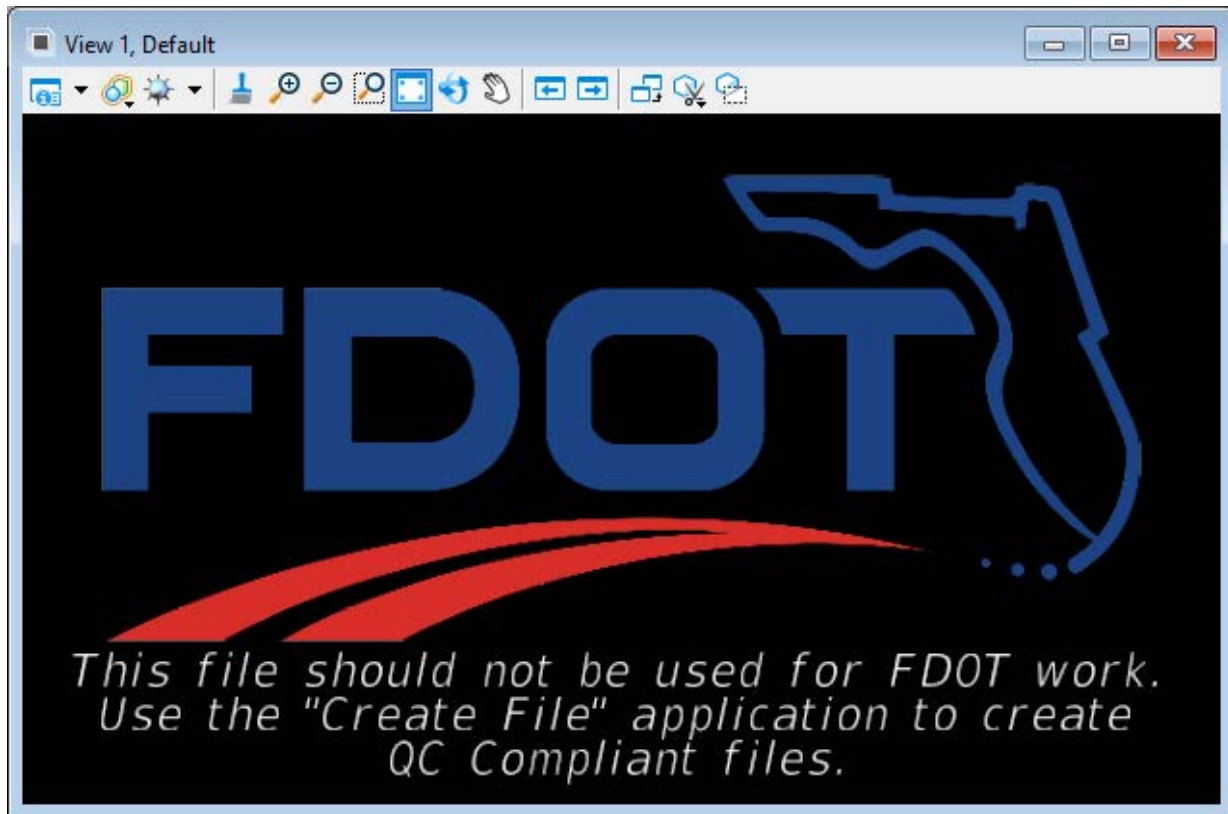 View 1, Default
FDOT
This file should not be used for FDOT work.
Use the "Create File" application to create
QC Compliant files.